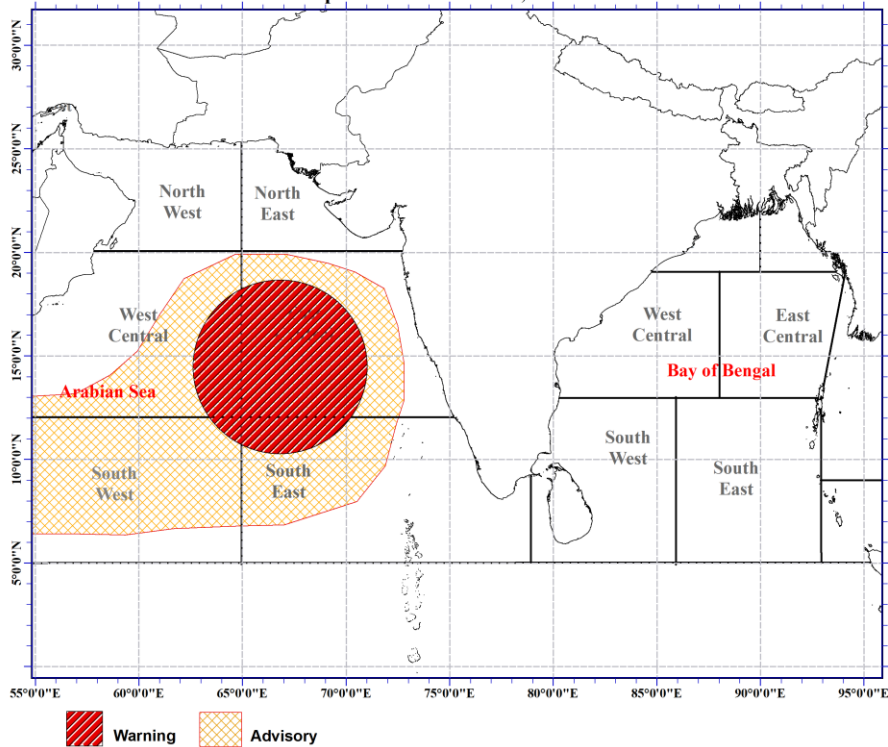 30°0'0"N
25°0'0"N
20°0'0"N
15°0'0"N
10°0'0"N
5°0'0"N
North
West
North
East
West
Central
Arabian Sea
South
West
South
East
West
Central
East
Central
Bay of Bengal
South
West
South
East
55°0'0"E 60°0'0"E 65°0'0"E 70°0'0"E 75°0'0"E 80°0'0"E 85°0'0"E 90°0'0"E 95°0'0"E
Warning Advisory